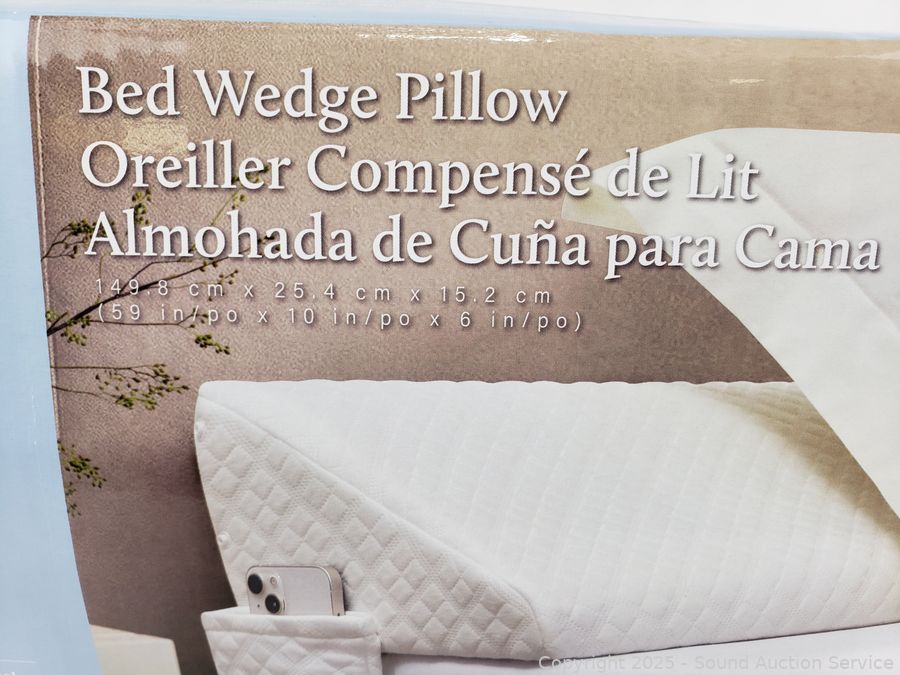 Bed Wedge Pillow
Oreiller Compensé de Lit
Almohada de Cuña para Cama
149.8 cm x 25.4 cm x 15.2 cm
(59 in/po x 10 in/po x 6 in/po)
Copyright 2025 - Sound Auction Service